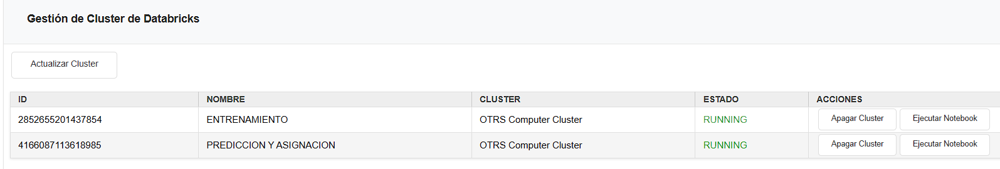 Gestión de Cluster de Databricks
Actualizar Cluster
ID NOMBRE CLUSTER ESTADO ACCIONES
2852655201437854 ENTRENAMIENTO OTRS Computer Cluster RUNNING Apagar Cluster Ejecutar Notebook
4166087113618985 PREDICCION Y ASIGNACION OTRS Computer Cluster RUNNING Apagar Cluster Ejecutar Notebook